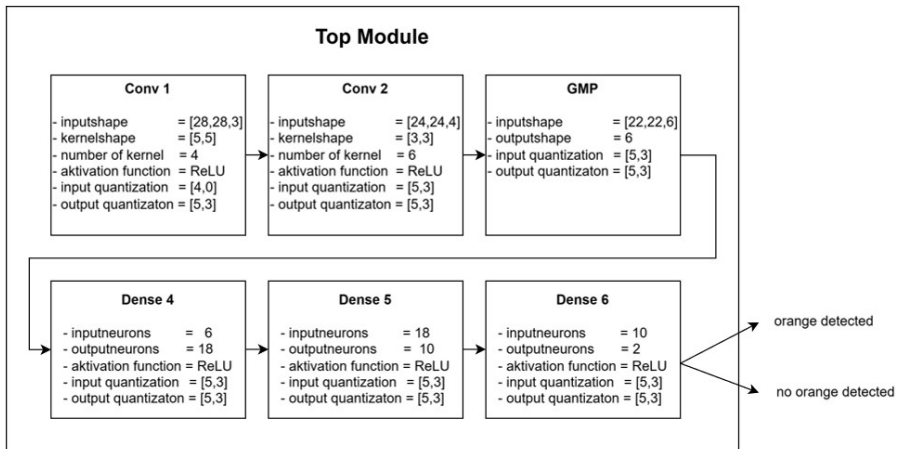 Top Module
Conv 1
- inputshape = [28,28,3]
- kernelshape = [5,5]
- number of kernel = 4
- aktivation function = ReLU
- input quantization = [4,0]
- output quantizaton = [5,3]
Conv 2
- inputshape = [24,24,4]
- kernelshape = [3,3]
- number of kernel = 6
- aktivation function = ReLU
- input quantization = [5,3]
- output quantizaton = [5,3]
GMP
- inputshape = [22,22,6]
- outputshape = 6
- input quantization = [5,3]
- output quantizaton = [5,3]
Dense 4
- inputneurons = 6
- outputneurons = 18
- aktivation function = ReLU
- input quantization = [5,3]
- output quantizaton = [5,3]
Dense 5
- inputneurons = 18
- outputneurons = 10
- aktivation function = ReLU
- input quantization = [5,3]
- output quantizaton = [5,3]
Dense 6
- inputneurons = 10
- outputneurons = 2
- aktivation function = ReLU
- input quantization = [5,3]
- output quantizaton = [5,3]
orange detected
no orange detected